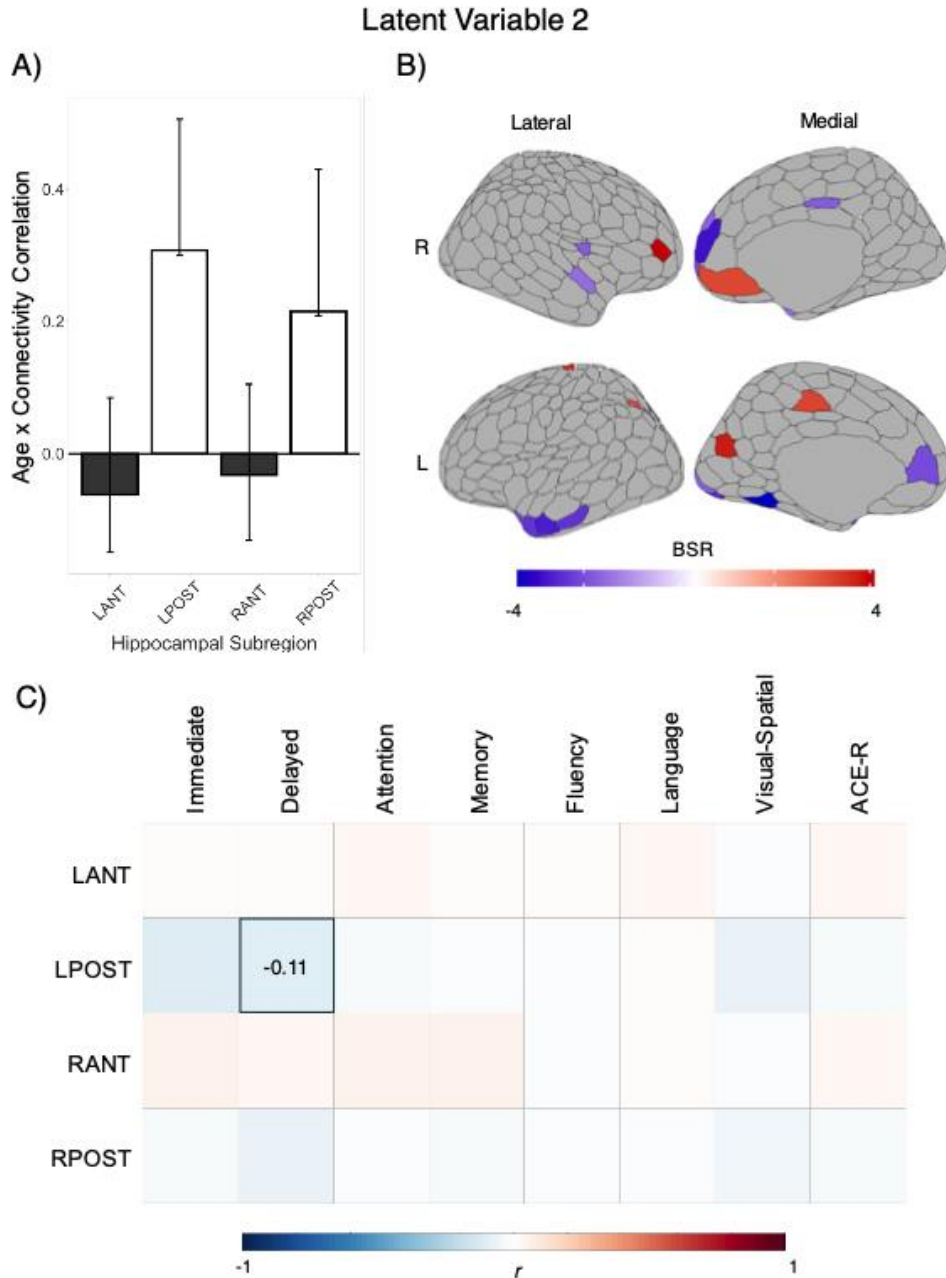 Latent Variable 2
A)
Age x Connectivity Correlation
0.4
0.2
0.0
LANT
LPOST
RANT
RPOST
Hippocampal Subregion
B)
Lateral
Medial
R
L
BSR
-4
4
C)
Immediate
Delayed
Attention
Memory
Fluency
Language
Visual-Spatial
ACE-R
LANT
LPOST
-0.11
RANT
RPOST
-1
r
1